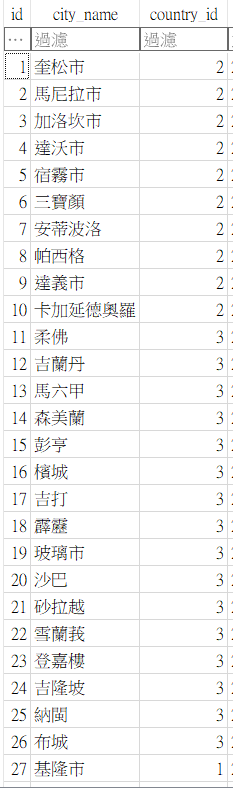 id city_name country_id
… 過濾 過濾
1 奎松市 2
2 馬尼拉市 2
3 加洛坎市 2
4 達沃市 2
5 宿霧市 2
6 三寶顏 2
7 安蒂波洛 2
8 帕西格 2
9 達義市 2
10 卡加延德奧羅 2
11 柔佛 3
12 吉蘭丹 3
13 馬六甲 3
14 森美蘭 3
15 彭亨 3
16 檳城 3
17 吉打 3
18 霹靂 3
19 玻璃市 3
20 沙巴 3
21 砂拉越 3
22 雪蘭莪 3
23 登嘉樓 3
24 吉隆坡 3
25 納閩 3
26 布城 3
27 基隆市 1